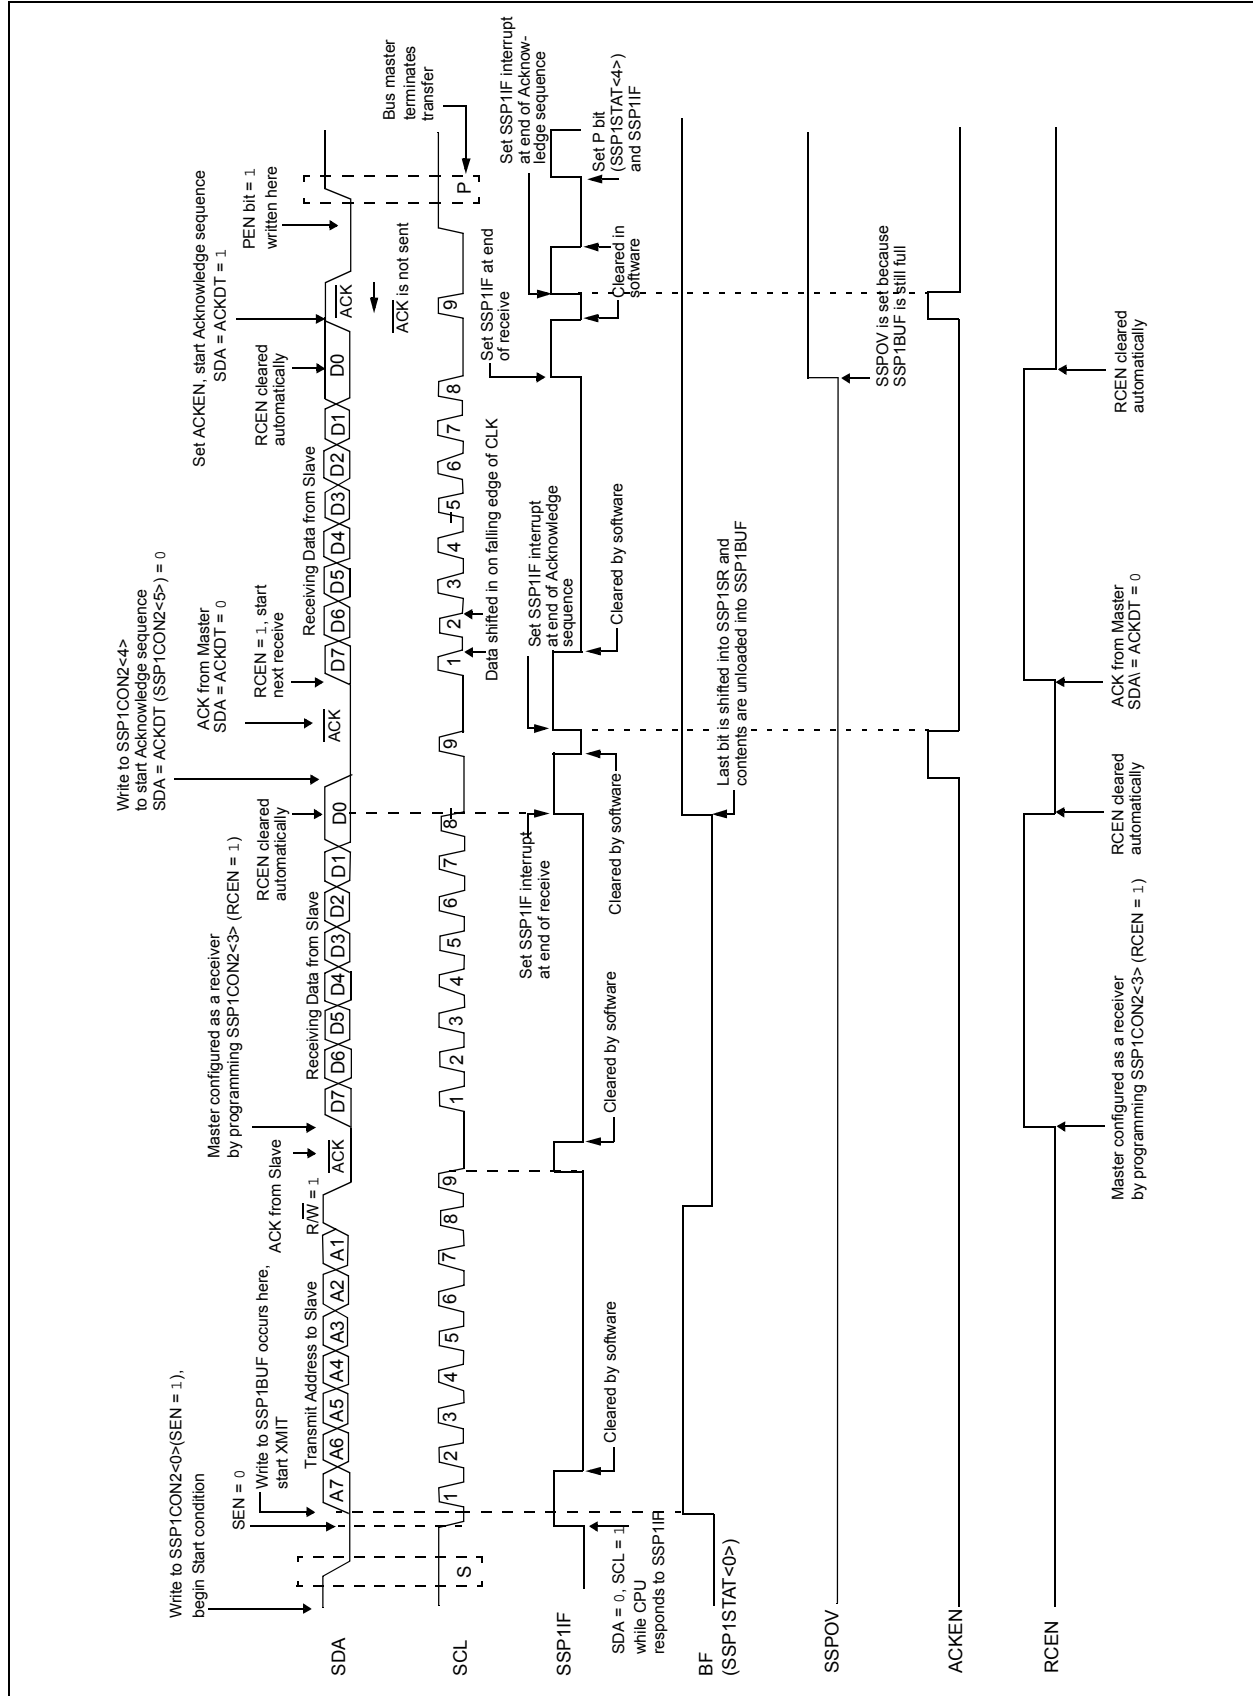 Write to SSP1CON2<0>(SEN = 1),
begin Start condition
SEN = 0
Write to SSP1BUF occurs here,
start XMIT
ACK from Slave
Master configured as a receiver
by programming SSP1CON2<3> (RCEN = 1)
RCEN cleared
automatically
Write to SSP1CON2<4>
to start Acknowledge sequence
SDA = ACKDT (SSP1CON2<5>) = 0
ACK from Master
SDA = ACKDT = 0
RCEN = 1, start
next receive
RCEN cleared
automatically
Set ACKEN, start Acknowledge sequence
SDA = ACKDT = 1
PEN bit = 1
written here
Transmit Address to Slave
R/W = 1
Receiving Data from Slave
Receiving Data from Slave
SDA
A7 A6 A5 A4 A3 A2 A1 ACK D7 D6 D5 D4 D3 D2 D1 D0 ACK D7 D6 D5 D4 D3 D2 D1 D0 ACK
ACK is not sent
Bus master
terminates
transfer
SCL
S 1 2 3 4 5 6 7 8 9 1 2 3 4 5 6 7 8 9 1 2 3 4 5 6 7 8 9 P
Data shifted in on falling edge of CLK
Set SSP1IF interrupt
at end of receive
Set SSP1IF interrupt
at end of Acknowledge
sequence
Set SSP1IF at end
of receive
Set SSP1IF interrupt
at end of Acknow-
ledge sequence
SSP1IF
SDA = 0, SCL = 1
while CPU
responds to SSP1IF
Cleared by software
Cleared by software
Cleared by software
Cleared by software
Cleared in
software
Set P bit
(SSP1STAT<4>)
and SSP1IF
BF
(SSP1STAT<0>)
Last bit is shifted into SSP1SR and
contents are unloaded into SSP1BUF
SSPOV
SSPOV is set because
SSP1BUF is still full
ACKEN
RCEN
Master configured as a receiver
by programming SSP1CON2<3> (RCEN = 1)
RCEN cleared
automatically
ACK from Master
SDA\ = ACKDT = 0
RCEN cleared
automatically